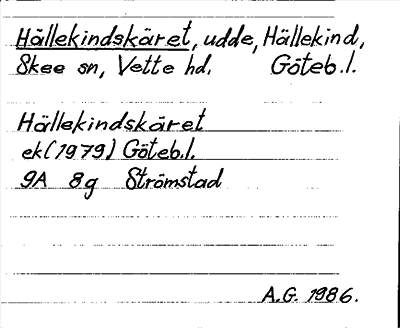 Hällekindskäret, udde, Hällekind,
Skee sn, Vette hd. Göteb.l.
Hällekindskäret
ek(1979) Göteb.l.
9A 8g Strömstad
A.G. 1986.